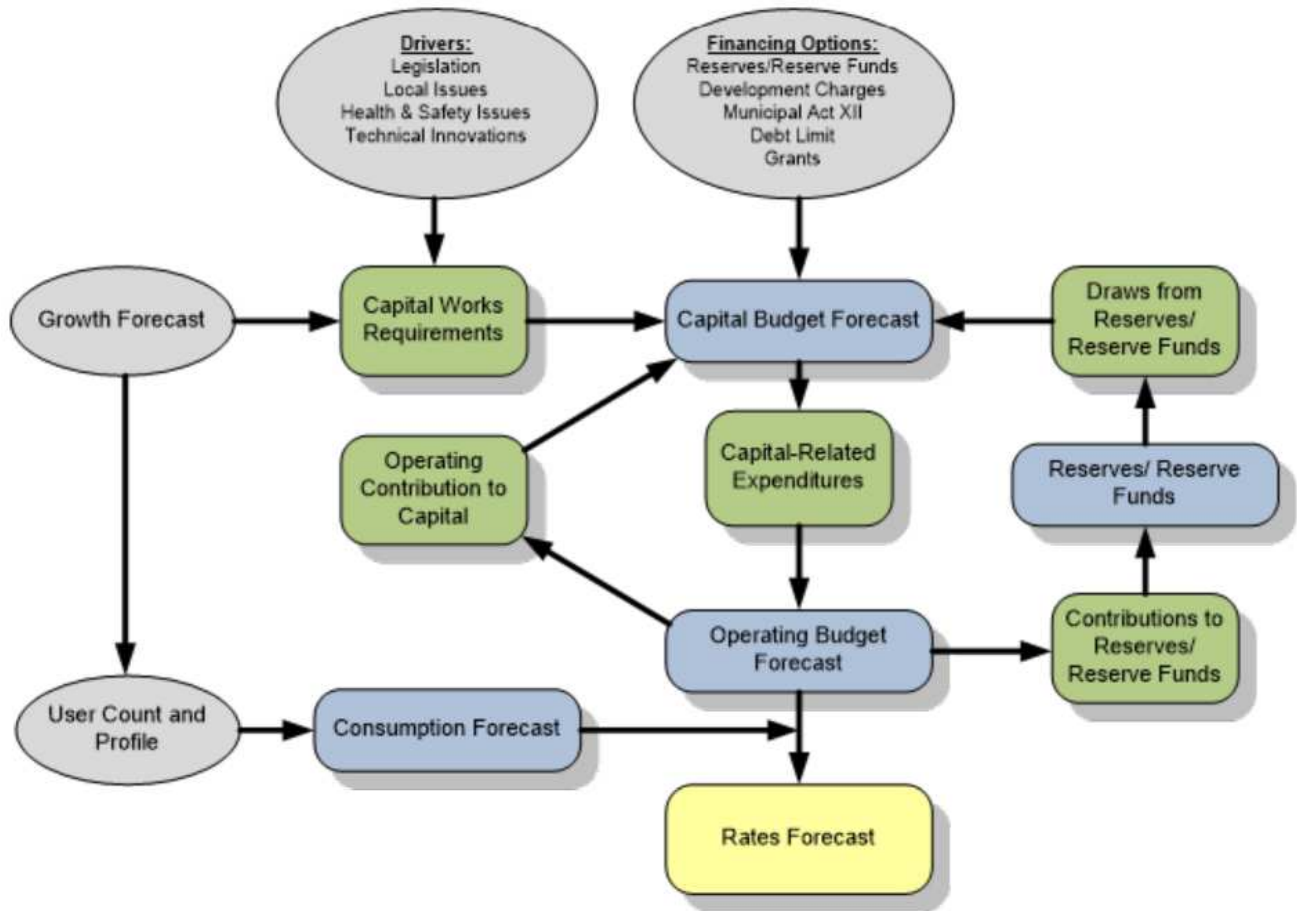 Drivers:
Legislation
Local Issues
Health & Safety Issues
Technical Innovations
Financing Options:
Reserves/Reserve Funds
Development Charges
Municipal Act XII
Debt Limit
Grants
Growth Forecast
Capital Works
Requirements
Capital Budget Forecast
Draws from
Reserves/
Reserve Funds
Operating
Contribution to
Capital
Capital-Related
Expenditures
Reserves/ Reserve
Funds
Operating Budget
Forecast
Contributions to
Reserves/
Reserve Funds
User Count and
Profile
Consumption Forecast
Rates Forecast